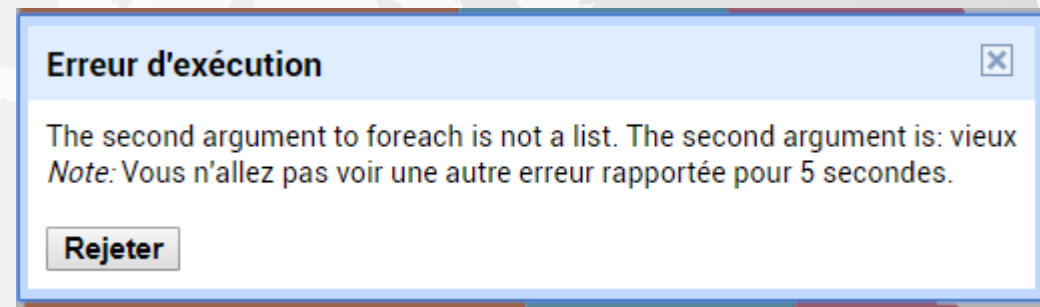 Erreur d'exécution
The second argument to foreach is not a list. The second argument is: vieux
Note: Vous n'allez pas voir une autre erreur rapportée pour 5 secondes.
Rejeter